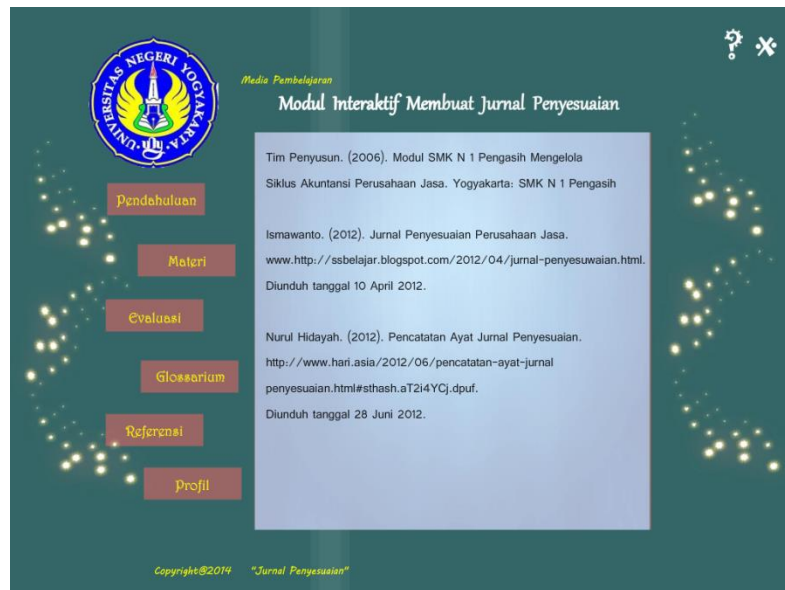 UNIVERSITAS NEGERI YOGYAKARTA
Media Pembelajaran
Modul Interaktif Membuat Jurnal Penyesuaian
Pendahuluan
Materi
Evaluasi
Glossarium
Referensi
Profil
Tim Penyusun. (2006). Modul SMK N 1 Pengasih Mengelola
Siklus Akuntansi Perusahaan Jasa. Yogyakarta: SMK N 1 Pengasih
Ismawanto. (2012). Jurnal Penyesuaian Perusahaan Jasa.
www.http://ssbelajar.blogspot.com/2012/04/jurnal-penyesuwaian.html.
Diunduh tanggal 10 April 2012.
Nurul Hidayah. (2012). Pencatatan Ayat Jurnal Penyesuaian.
http://www.hari.asia/2012/06/pencatatan-ayat-jurnal
penyesuaian.html#sthash.aT2i4YCj.dpuf.
Diunduh tanggal 28 Juni 2012.
Copyright@2014 "Jurnal Penyesuaian"